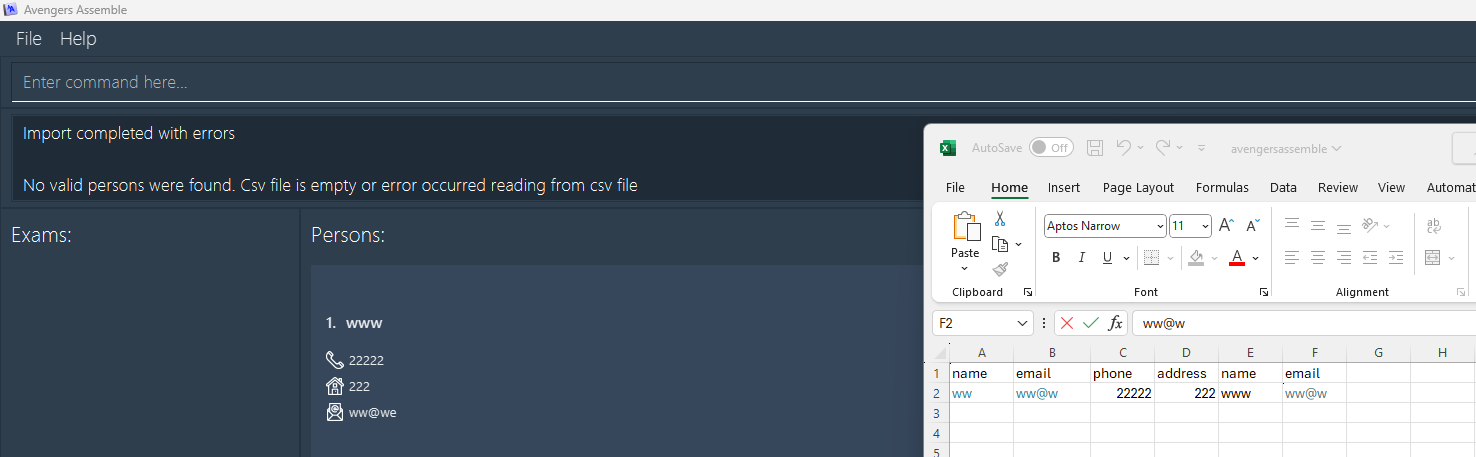 Avengers Assemble
File Help
Enter command here...
Import completed with errors
No valid persons were found. Csv file is empty or error occurred reading from csv file
Exams:
Persons:
1. www
22222
222
ww@we
AutoSave Off avengersassemble
File Home Insert Page Layout Formulas Data Review View Automat
Paste
Aptos Narrow 11 A A ab
B I U A
Clipboard Font Alignment
F2 fx ww@w
A B C D E F G H
1 name email phone address name email
2 ww ww@w 22222 222 www ww@w
3
4
5